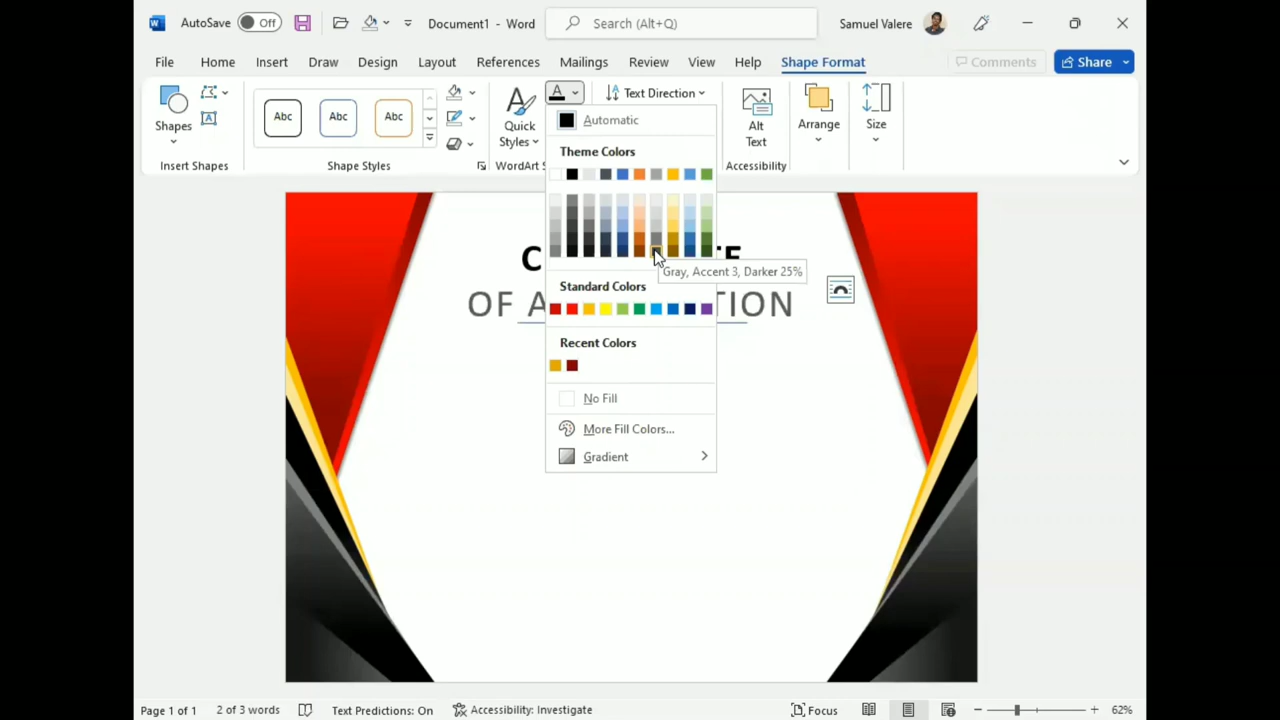 AutoSave Off Document1 - Word Search (Alt+Q) Samuel Valere
File Home Insert Draw Design Layout References Mailings Review View Help Shape Format Comments Share
Abc Abc Abc A Text Direction
Shapes Quick Styles Alt Text Arrange Size
Insert Shapes Shape Styles WordArt S Accessibility
Automatic
Theme Colors
Gray, Accent 3, Darker 25%
Standard Colors
OF A TION
Recent Colors
No Fill
More Fill Colors...
Gradient
Page 1 of 1 2 of 3 words Text Predictions: On Accessibility: Investigate Focus 62%